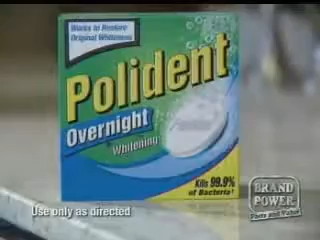 Works to Restore
Original Whiteness
Polident
Overnight
Whitening
Kills 99.9%
of Bacteria
Use only as directed
BRAND
POWER